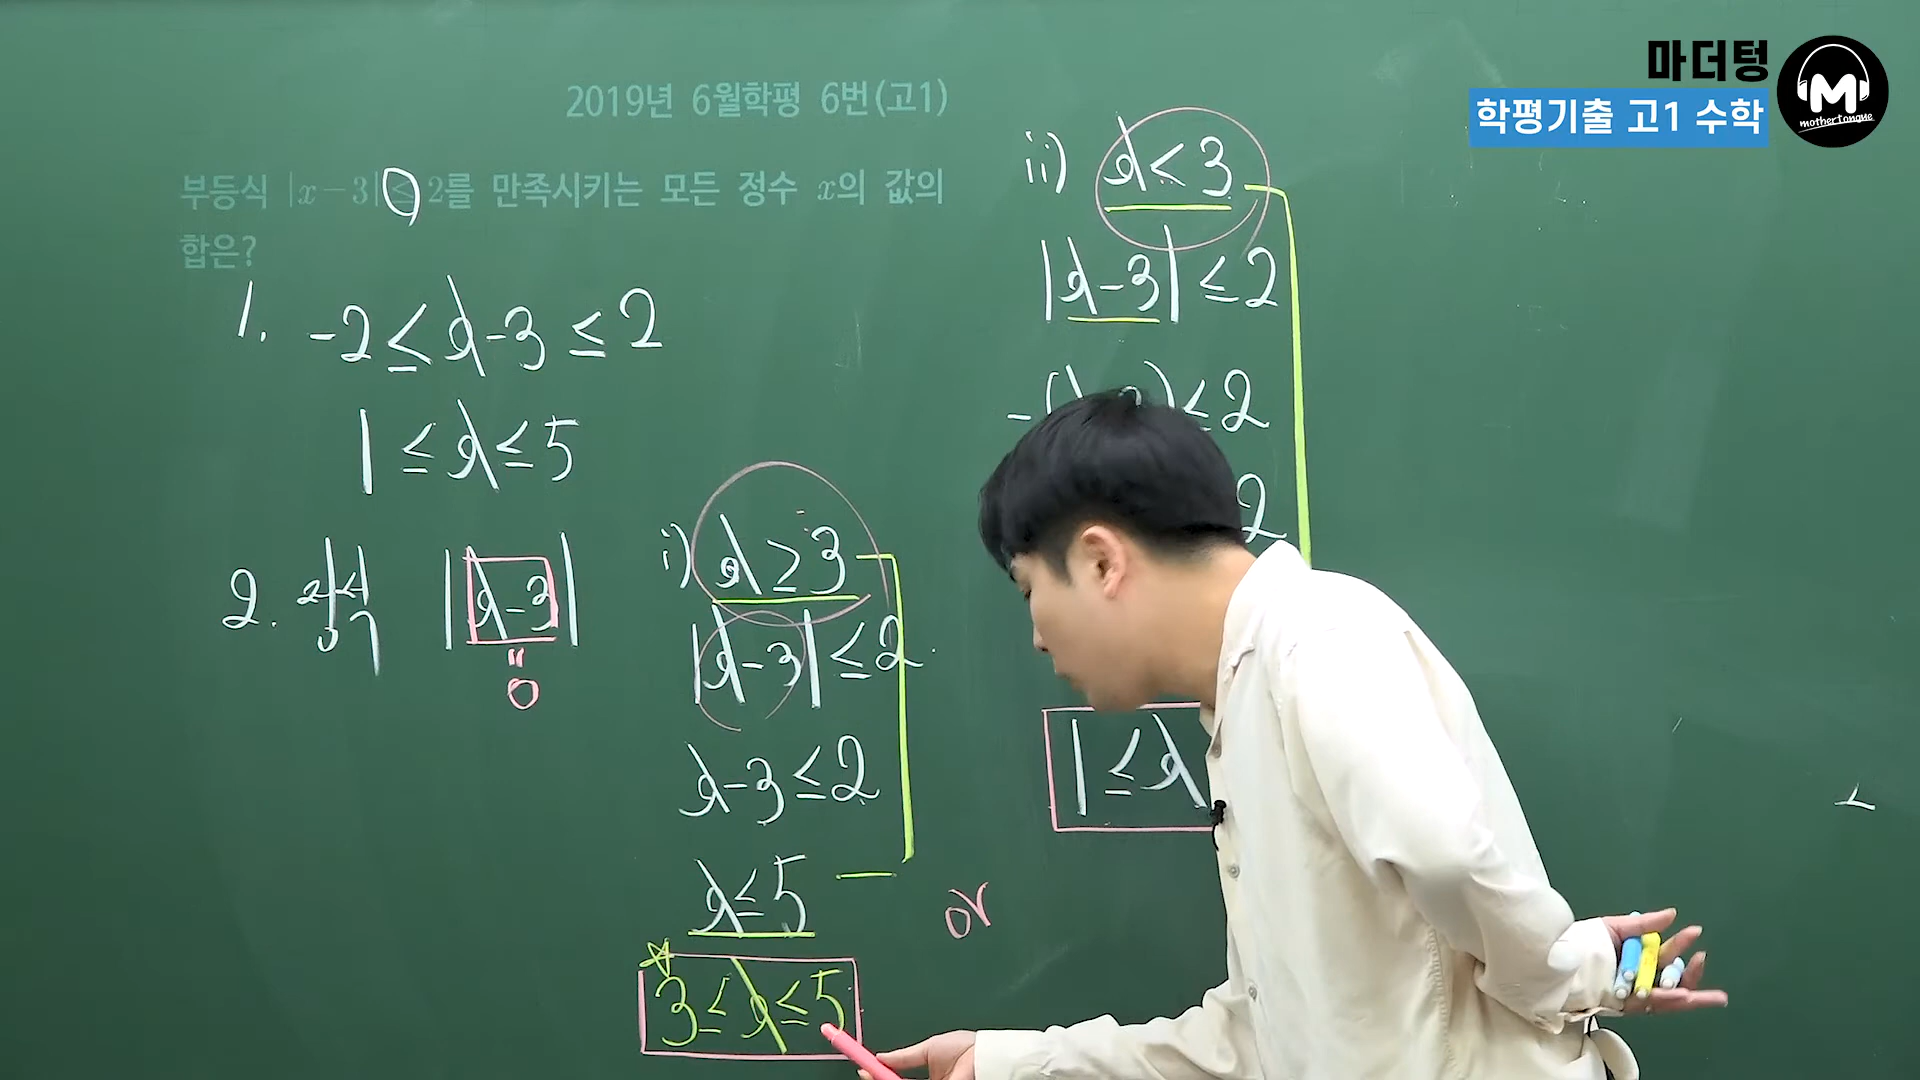 마더텅
학평기출 고1 수학
M
mothertongue
2019년 6월학평 6번(고1)
부등식 |x-3| ≤ 2를 만족시키는 모든 정수 x의 값의
합은?
1. -2 ≤ x-3 ≤ 2
1 ≤ x ≤ 5
2. |x-3|
"
0
i) x ≥ 3
|x-3| ≤ 2
x-3 ≤ 2
x ≤ 5
3 ≤ x ≤ 5
or
ii) x < 3
|x-3| ≤ 2
≤ 2
2
1 ≤ x